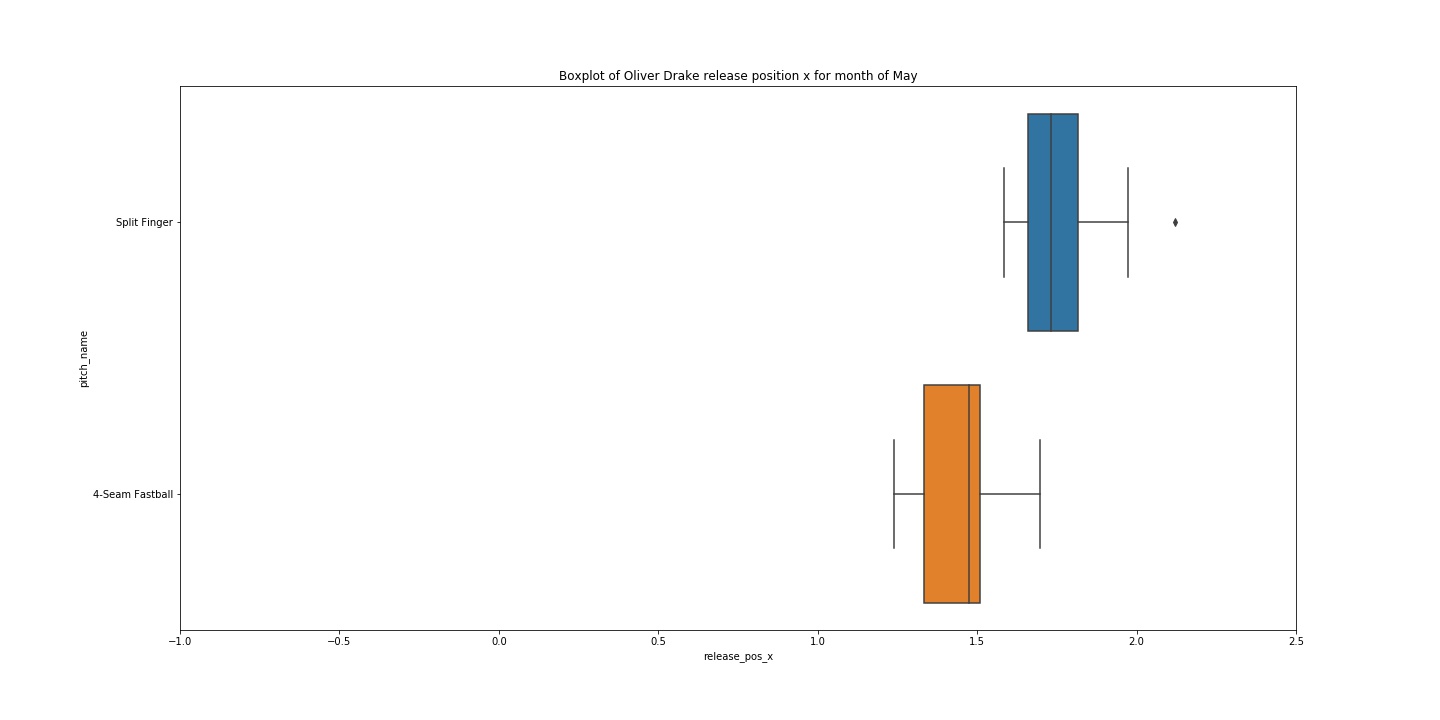 Boxplot of Oliver Drake release position x for month of May
Split Finger
4-Seam Fastball
pitch_name
−1.0
−0.5
0.0
0.5
1.0
1.5
2.0
2.5
release_pos_x